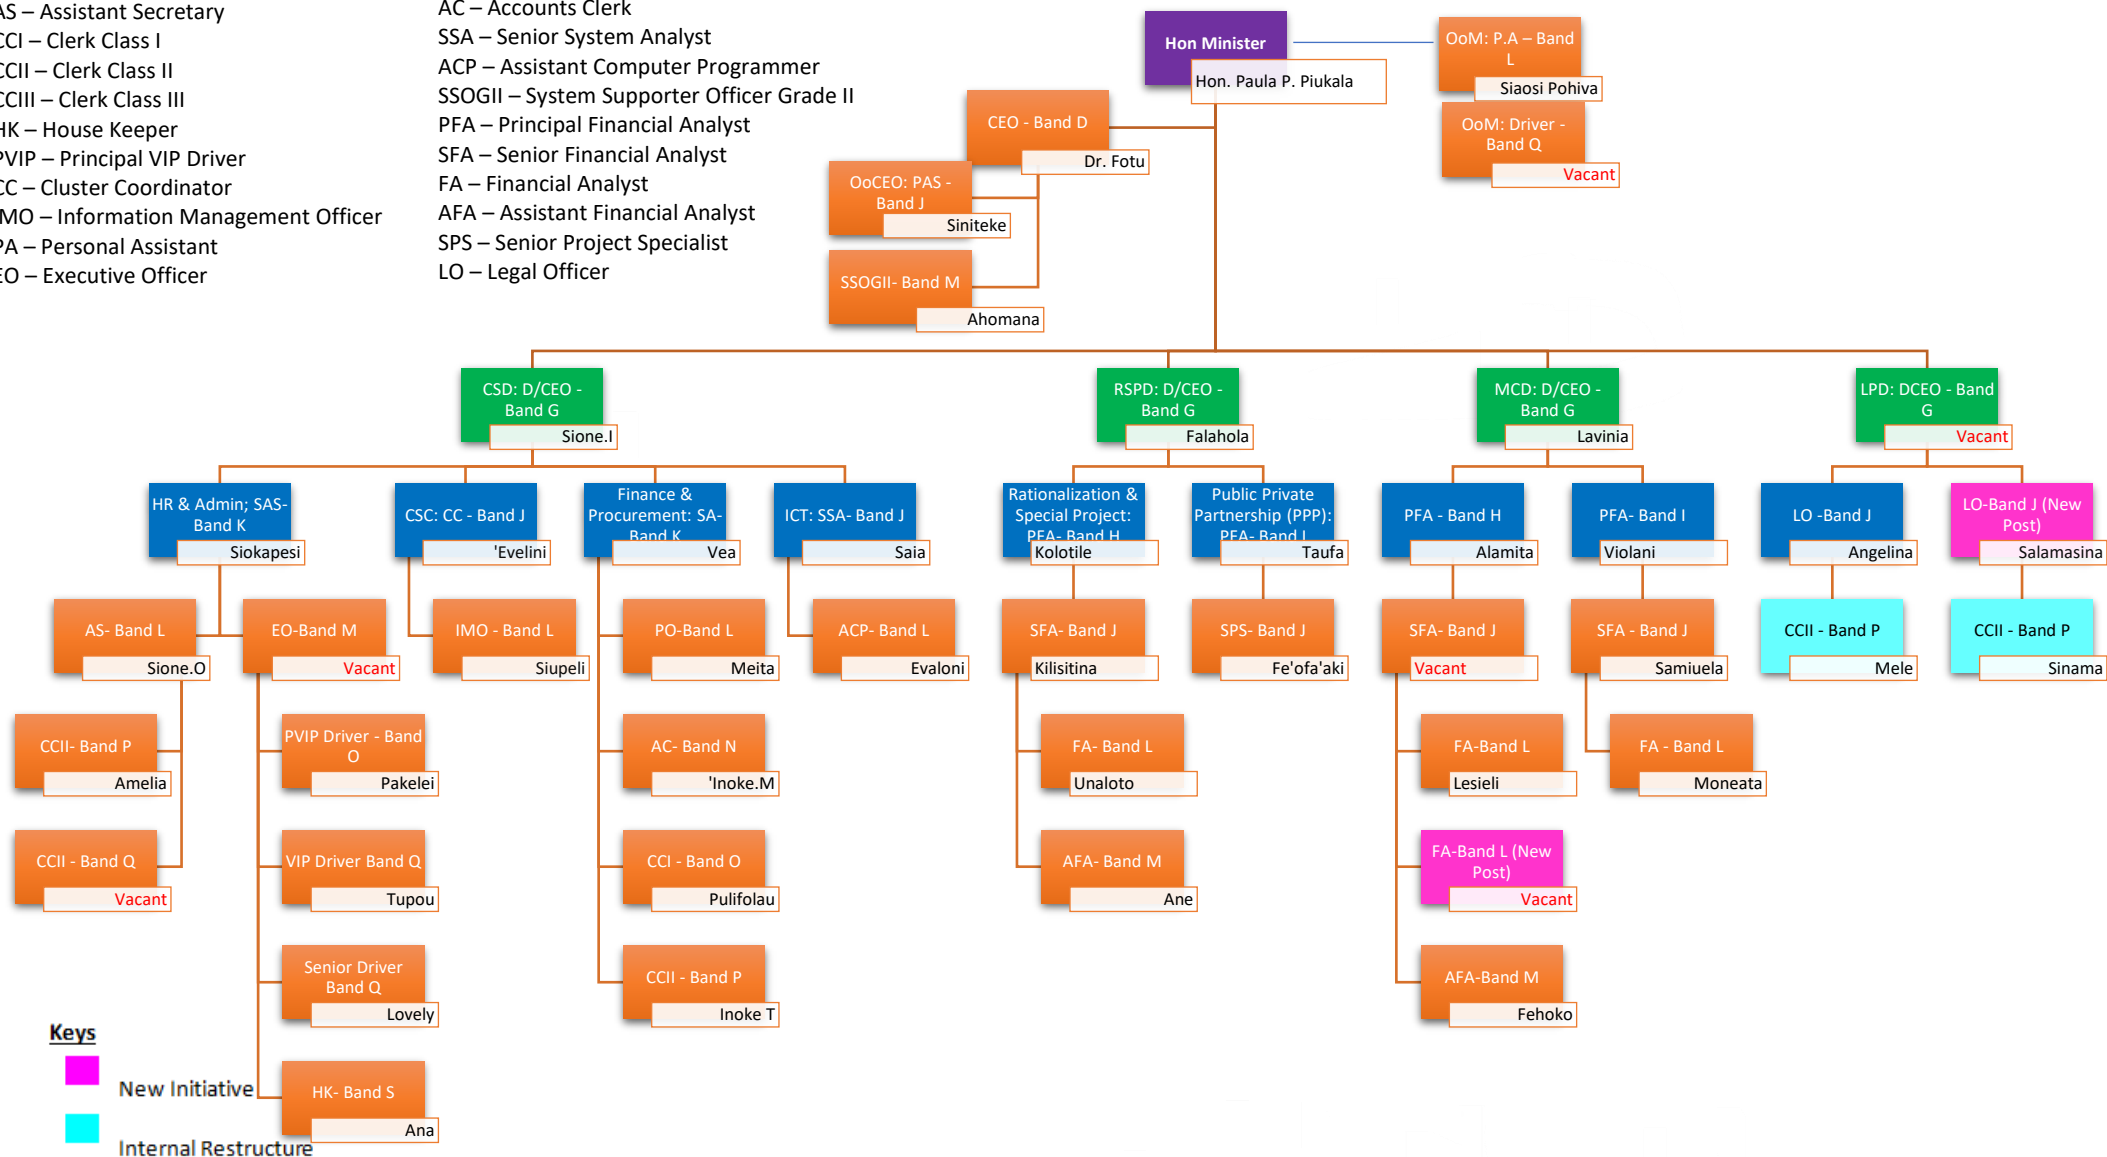 AS – Assistant Secretary
CCI – Clerk Class I
CCII – Clerk Class II
CCIII – Clerk Class III
HK – House Keeper
PVIP – Principal VIP Driver
CC – Cluster Coordinator
IMO – Information Management Officer
PA – Personal Assistant
EO – Executive Officer
AC – Accounts Clerk
SSA – Senior System Analyst
ACP – Assistant Computer Programmer
SSOGII – System Supporter Officer Grade II
PFA – Principal Financial Analyst
SFA – Senior Financial Analyst
FA – Financial Analyst
AFA – Assistant Financial Analyst
SPS – Senior Project Specialist
LO – Legal Officer
Hon Minister
Hon. Paula P. Piukala
OoM: P.A – Band
L
Siaosi Pohiva
OoM: Driver -
Band Q
Vacant
CEO - Band D
Dr. Fotu
OoCEO: PAS -
Band J
Siniteke
SSOGII- Band M
Ahomana
CSD: D/CEO -
Band G
Sione.I
RSPD: D/CEO -
Band G
Falahola
MCD: D/CEO -
Band G
Lavinia
LPD: DCEO - Band
G
Vacant
HR & Admin; SAS-
Band K
Siokapesi
CSC: CC - Band J
'Evelini
Finance &
Procurement: SA-
Band K
Vea
ICT: SSA- Band J
Saia
Rationalization &
Special Project:
PFA- Band H
Kolotile
Public Private
Partnership (PPP):
PFA- Band I
Taufa
PFA - Band H
Alamita
PFA- Band I
Violani
LO -Band J
Angelina
LO-Band J (New
Post)
Salamasina
AS- Band L
Sione.O
EO-Band M
Vacant
IMO - Band L
Siupeli
PO-Band L
Meita
ACP- Band L
Evaloni
SFA- Band J
Kilisitina
SPS- Band J
Fe'ofa'aki
SFA- Band J
Vacant
SFA - Band J
Samiuela
CCII - Band P
Mele
CCII - Band P
Sinama
CCII- Band P
Amelia
PVIP Driver - Band
O
Pakelei
AC- Band N
'Inoke.M
FA- Band L
Unaloto
FA-Band L
Lesieli
FA - Band L
Moneata
CCII - Band Q
Vacant
VIP Driver Band Q
Tupou
CCI - Band O
Pulifolau
AFA- Band M
Ane
FA-Band L (New
Post)
Vacant
Senior Driver
Band Q
Lovely
CCII - Band P
Inoke T
AFA-Band M
Fehoko
HK- Band S
Ana
Keys
New Initiative
Internal Restructure